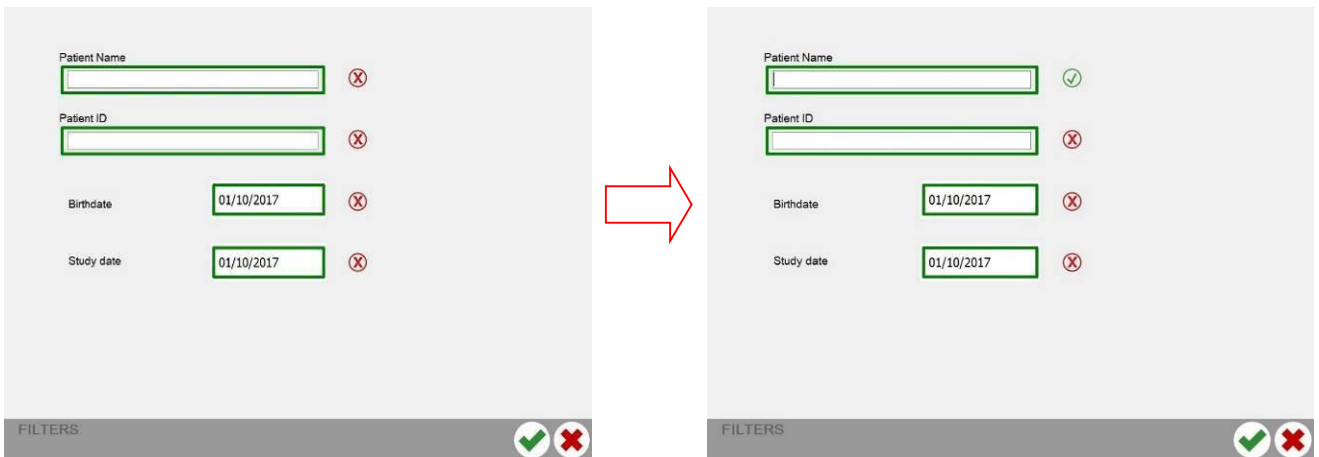 Patient Name
Patient ID
Birthdate 01/10/2017
Study date 01/10/2017
FILTERS
Patient Name
Patient ID
Birthdate 01/10/2017
Study date 01/10/2017
FILTERS